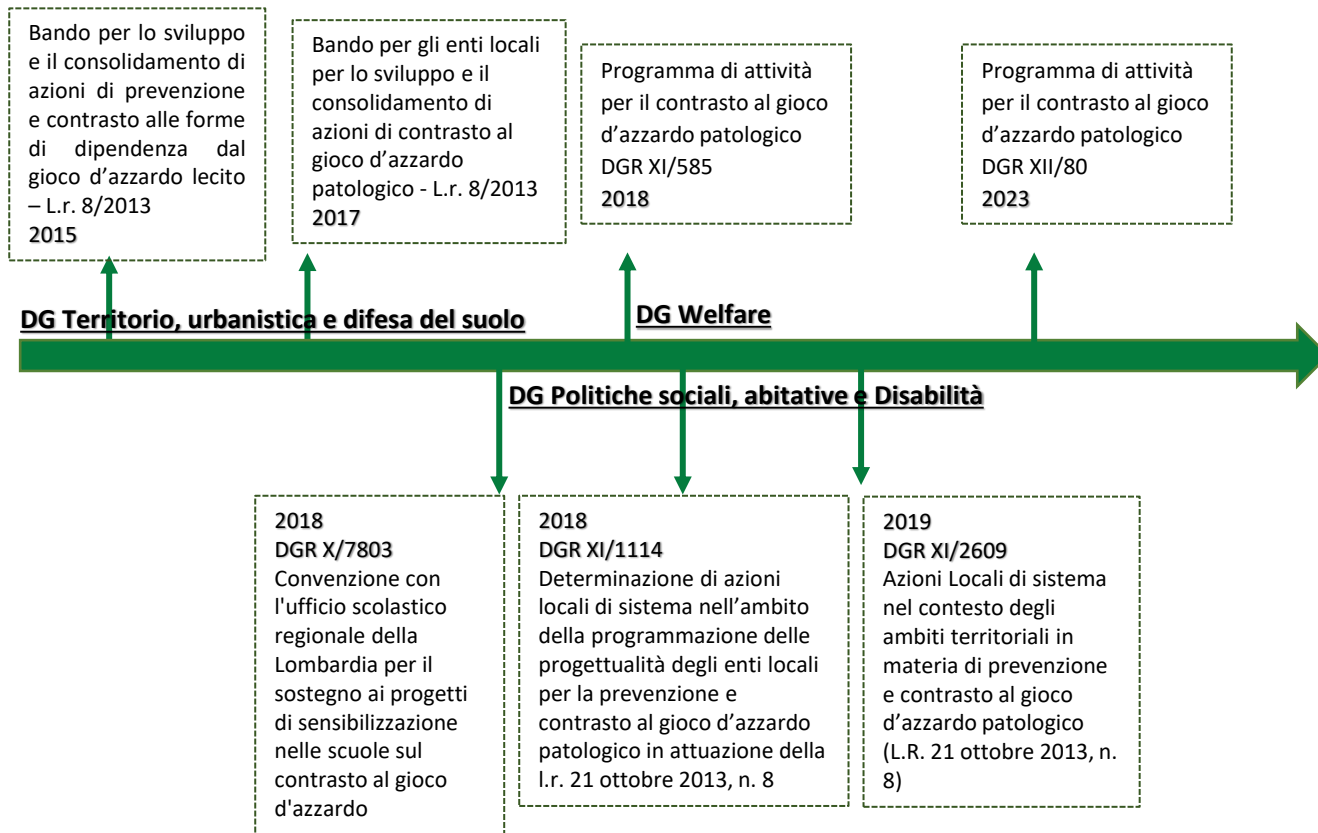 Bando per lo sviluppo
e il consolidamento di
azioni di prevenzione
e contrasto alle forme
di dipendenza dal
gioco d’azzardo lecito
– L.r. 8/2013
2015
Bando per gli enti locali
per lo sviluppo e il
consolidamento di
azioni di contrasto al
gioco d’azzardo
patologico - L.r. 8/2013
2017
Programma di attività
per il contrasto al gioco
d’azzardo patologico
DGR XI/585
2018
Programma di attività
per il contrasto al gioco
d’azzardo patologico
DGR XII/80
2023
DG Territorio, urbanistica e difesa del suolo
DG Welfare
DG Politiche sociali, abitative e Disabilità
2018
DGR X/7803
Convenzione con
l'ufficio scolastico
regionale della
Lombardia per il
sostegno ai progetti
di sensibilizzazione
nelle scuole sul
contrasto al gioco
d'azzardo
2018
DGR XI/1114
Determinazione di azioni
locali di sistema nell’ambito
della programmazione delle
progettualità degli enti locali
per la prevenzione e
contrasto al gioco d’azzardo
patologico in attuazione della
l.r. 21 ottobre 2013, n. 8
2019
DGR XI/2609
Azioni Locali di sistema
nel contesto degli
ambiti territoriali in
materia di prevenzione
e contrasto al gioco
d’azzardo patologico
(L.R. 21 ottobre 2013, n.
8)